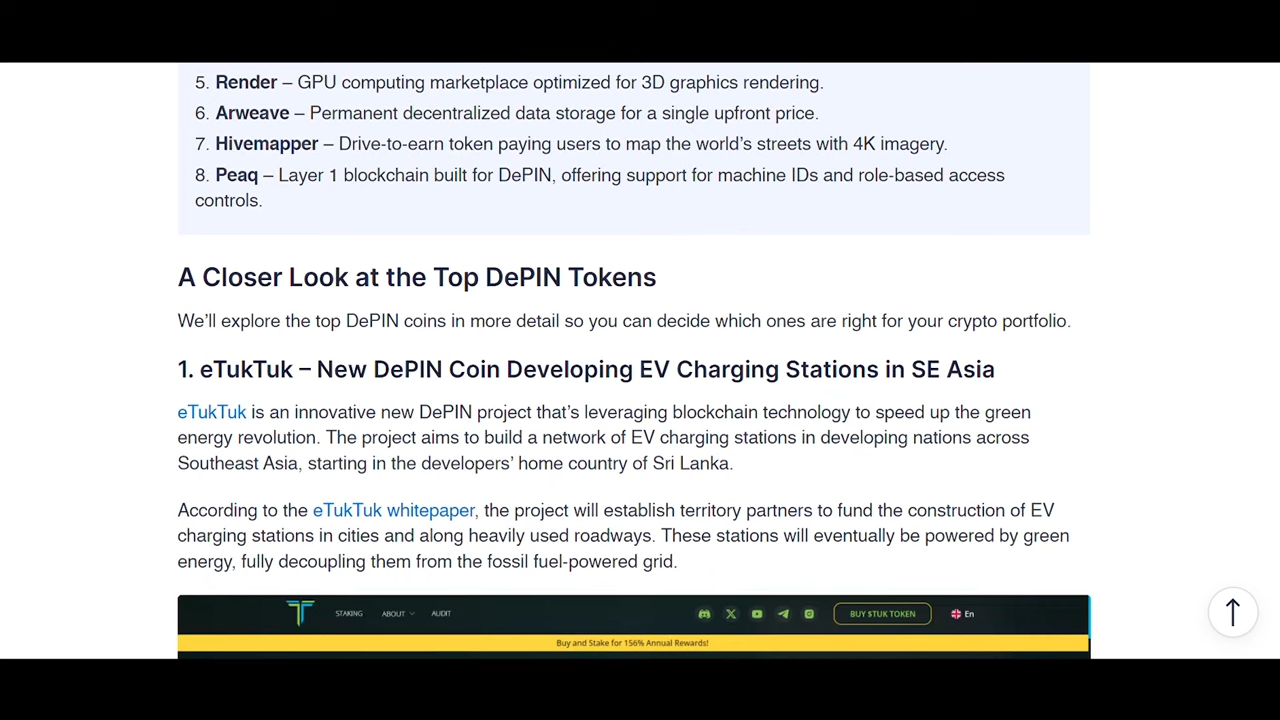 5. Render – GPU computing marketplace optimized for 3D graphics rendering.
6. Arweave – Permanent decentralized data storage for a single upfront price.
7. Hivemapper – Drive-to-earn token paying users to map the world’s streets with 4K imagery.
8. Peaq – Layer 1 blockchain built for DePIN, offering support for machine IDs and role-based access
controls.
A Closer Look at the Top DePIN Tokens
We’ll explore the top DePIN coins in more detail so you can decide which ones are right for your crypto portfolio.
1. eTukTuk – New DePIN Coin Developing EV Charging Stations in SE Asia
eTukTuk is an innovative new DePIN project that’s leveraging blockchain technology to speed up the green
energy revolution. The project aims to build a network of EV charging stations in developing nations across
Southeast Asia, starting in the developers’ home country of Sri Lanka.
According to the eTukTuk whitepaper, the project will establish territory partners to fund the construction of EV
charging stations in cities and along heavily used roadways. These stations will eventually be powered by green
energy, fully decoupling them from the fossil fuel-powered grid.
STAKING ABOUT AUDIT BUY $TUK TOKEN En
Buy and Stake for 156% Annual Rewards!